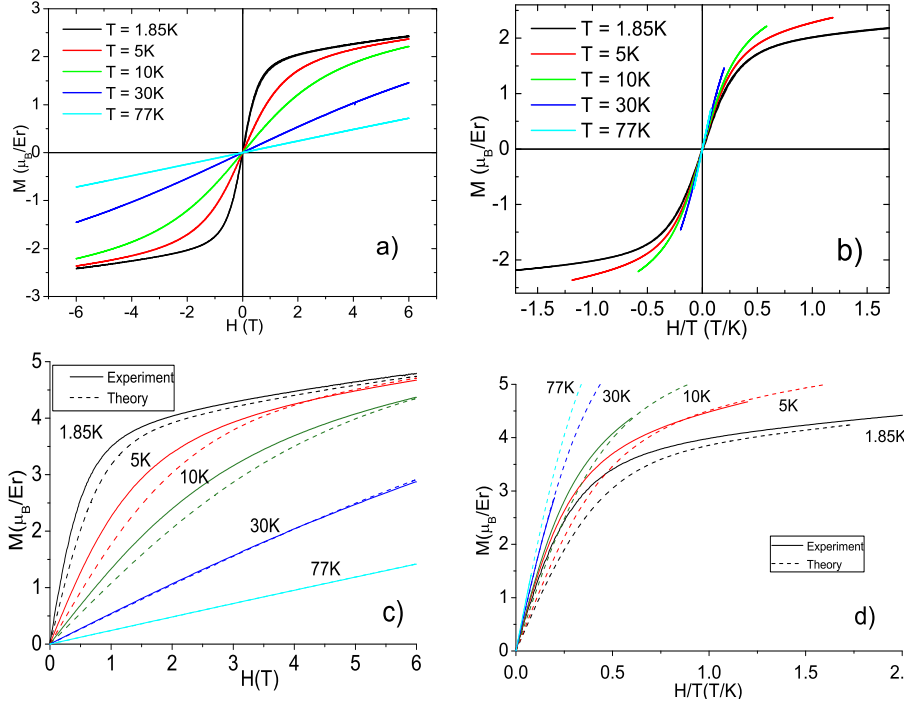 T = 1.85K
T = 5K
T = 10K
T = 30K
T = 77K
3
2
1
0
-1
-2
-3
M (μB/Er)
-6 -4 -2 0 2 4 6
H (T)
a)
T = 1.85K
T = 5K
T = 10K
T = 30K
T = 77K
2
1
0
-1
-2
M (μB/Er)
-1.5 -1.0 -0.5 0.0 0.5 1.0 1.5
H/T (T/K)
b)
Experiment
Theory
1.85K
5K
10K
30K
77K
5
4
3
2
1
0
M(μB/Er)
0 1 2 3 4 5 6
H(T)
c)
77K
30K
10K
5K
1.85K
Experiment
Theory
5
4
3
2
1
0
M(μB/Er)
0.0 0.5 1.0 1.5 2.
H/T(T/K)
d)